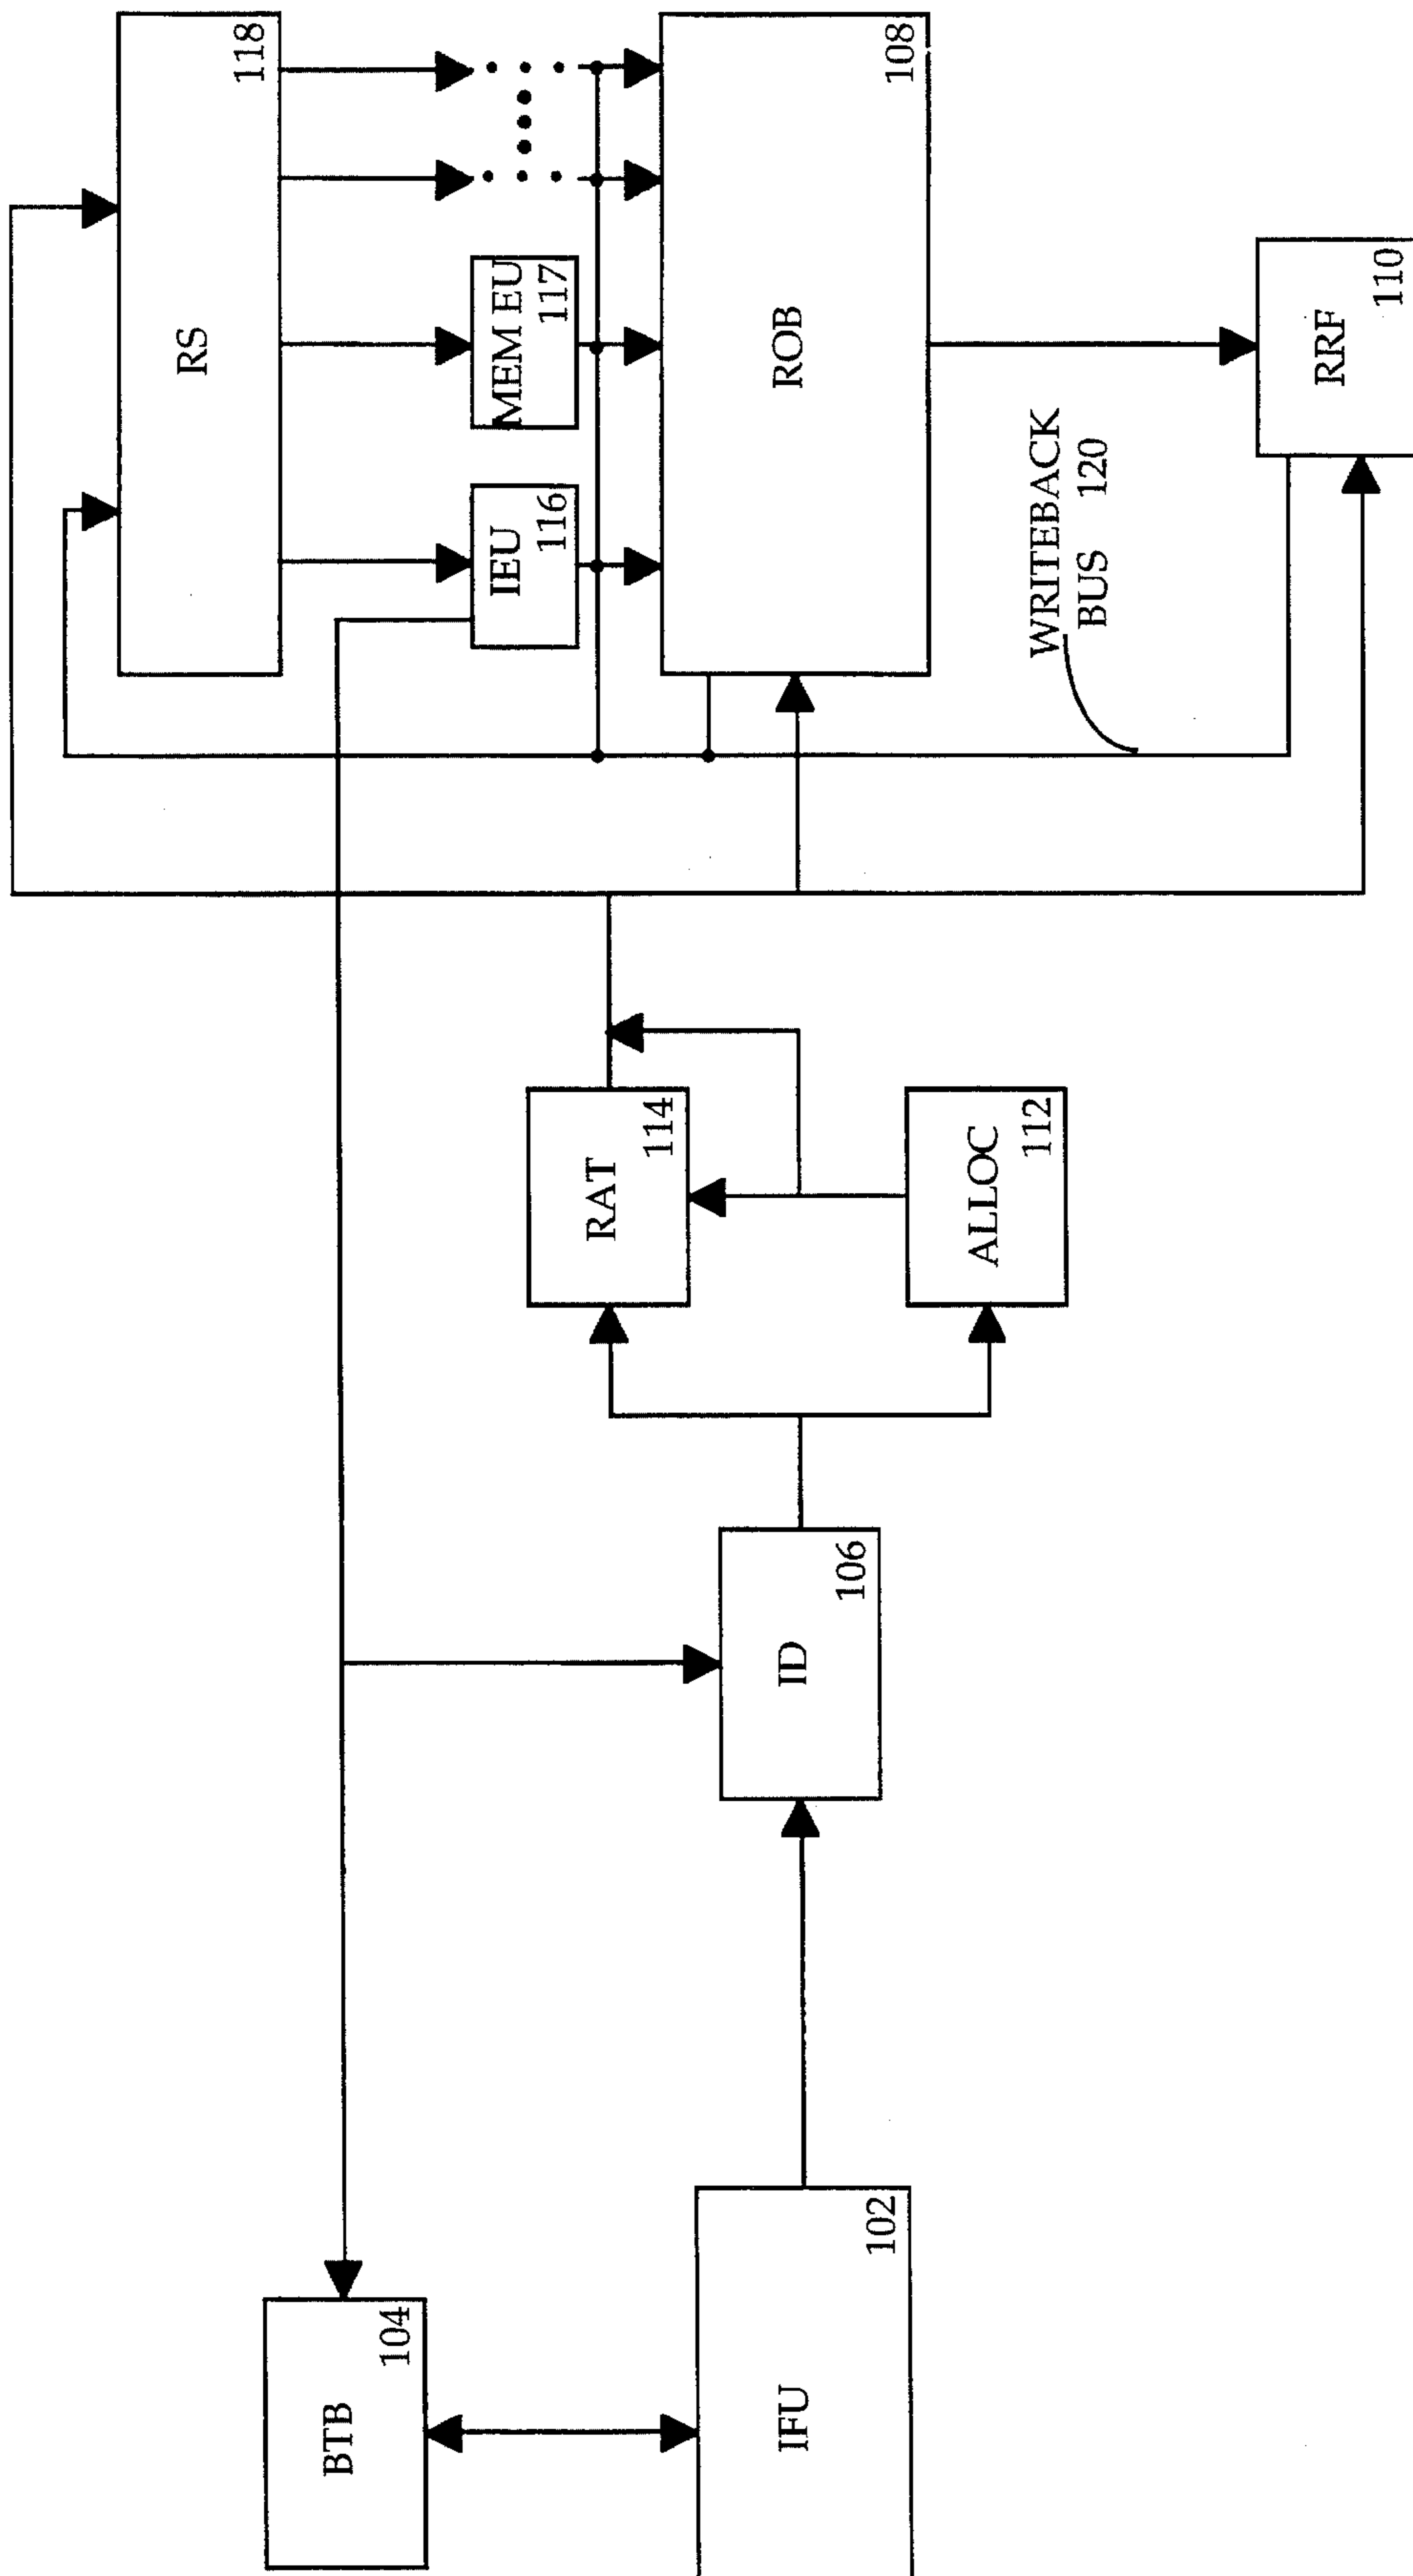 BTB
104
IFU
102
ID
106
RAT
114
ALLOC
112
RS
118
IEU
116
MEM EU
117
ROB
108
WRITEBACK
BUS 120
RRF
110